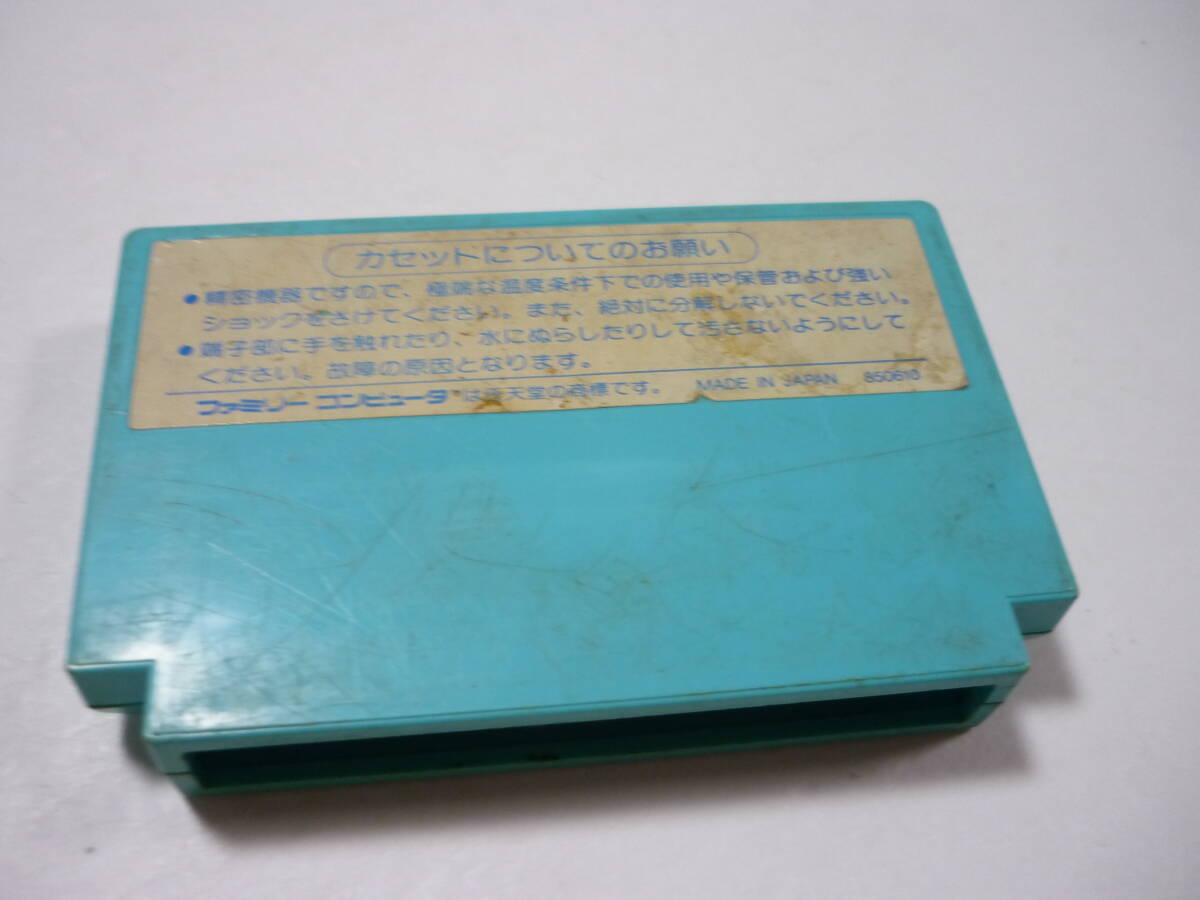 カセットについてのお願い
●精密機器ですので、極端な温度条件下での使用や保管および強い
ショックをさけてください。また、絶対に分解しないでください。
●端子部に手を触れたり、水にぬらしたりして汚さないようにして
ください。故障の原因となります。
ファミリーコンピュータ は任天堂の商標です。 MADE IN JAPAN 850610